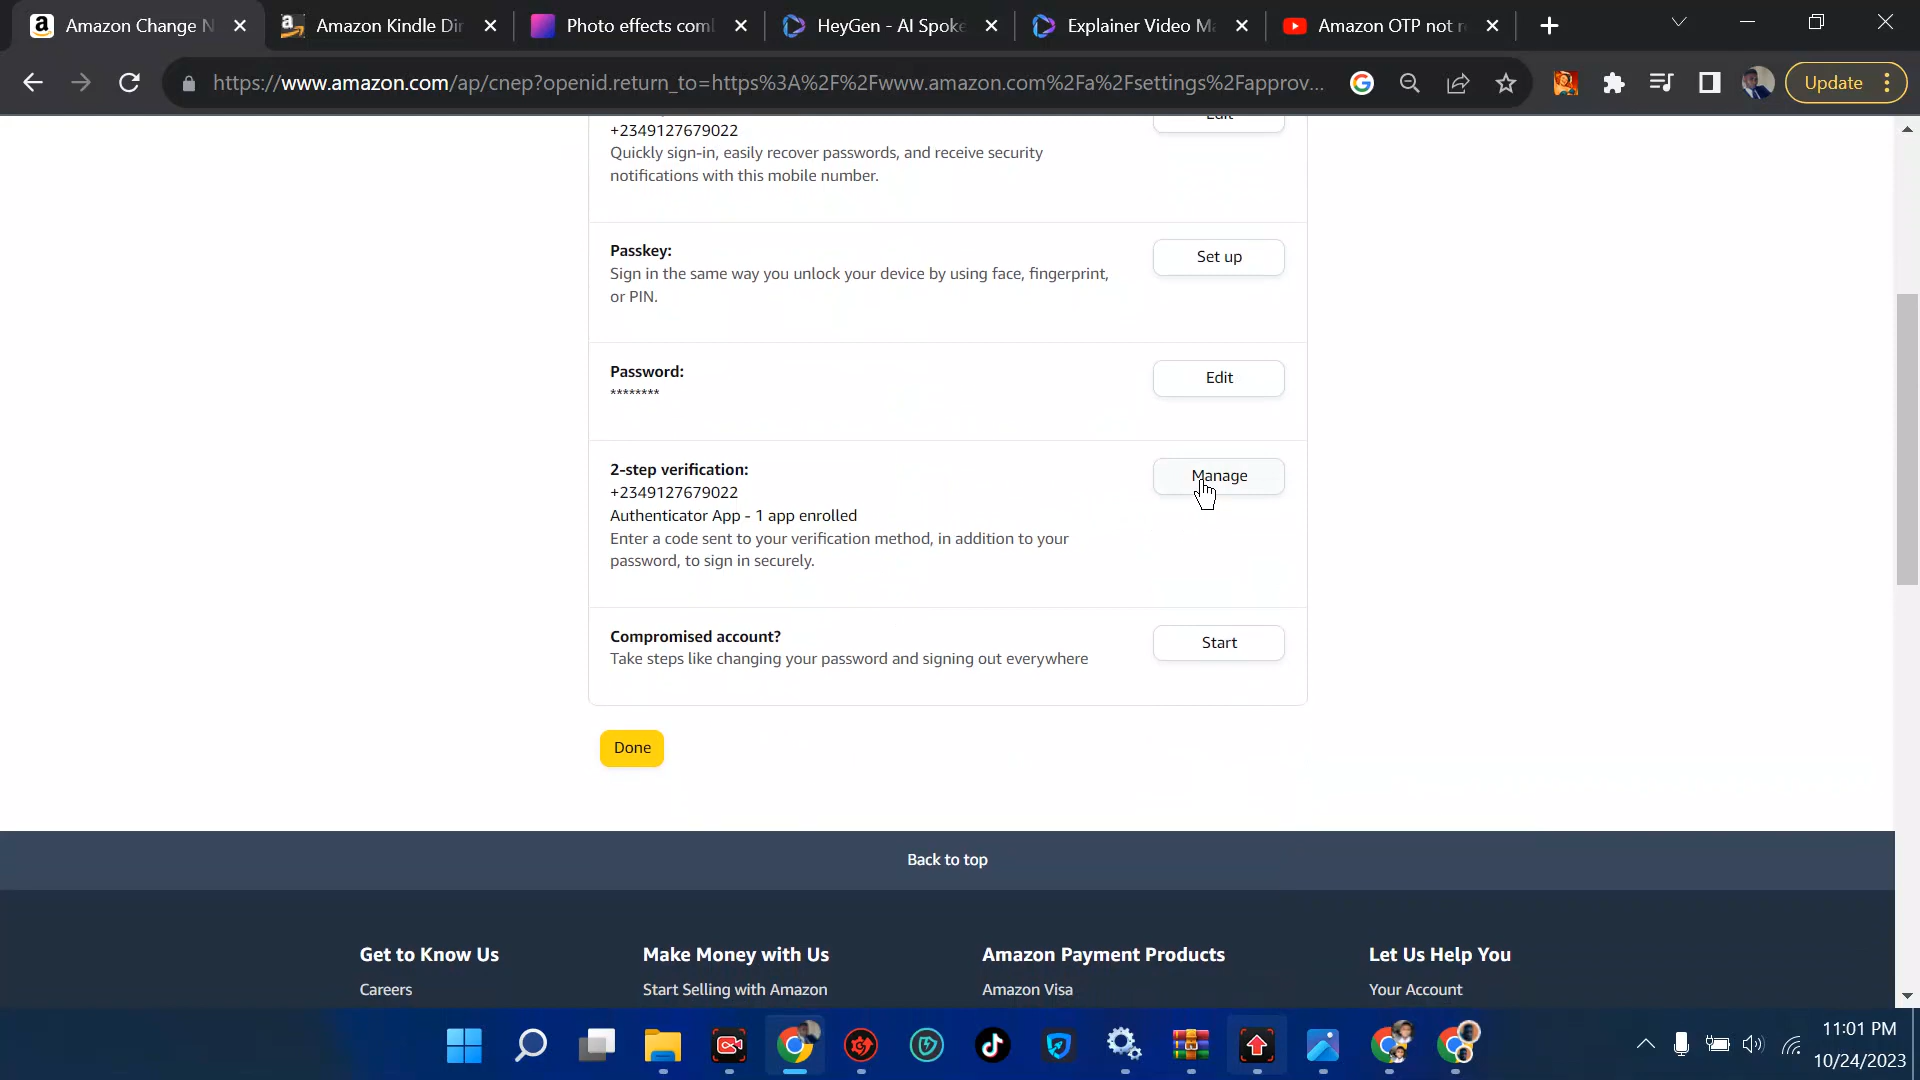 Amazon Change N
Amazon Kindle Dir
Photo effects com
HeyGen - AI Spoke
Explainer Video Ma
Amazon OTP not r
https://www.amazon.com/ap/cnep?openid.return_to=https%3A%2F%2Fwww.amazon.com%2Fa%2Fsettings%2Fapprov...
Update
+2349127679022
Edit
Quickly sign-in, easily recover passwords, and receive security
notifications with this mobile number.
Passkey:
Set up
Sign in the same way you unlock your device by using face, fingerprint,
or PIN.
Password:
Edit
********
2-step verification:
Manage
+2349127679022
Authenticator App - 1 app enrolled
Enter a code sent to your verification method, in addition to your
password, to sign in securely.
Compromised account?
Start
Take steps like changing your password and signing out everywhere
Done
Back to top
Get to Know Us
Make Money with Us
Amazon Payment Products
Let Us Help You
Careers
Start Selling with Amazon
Amazon Visa
Your Account
11:01 PM
10/24/2023